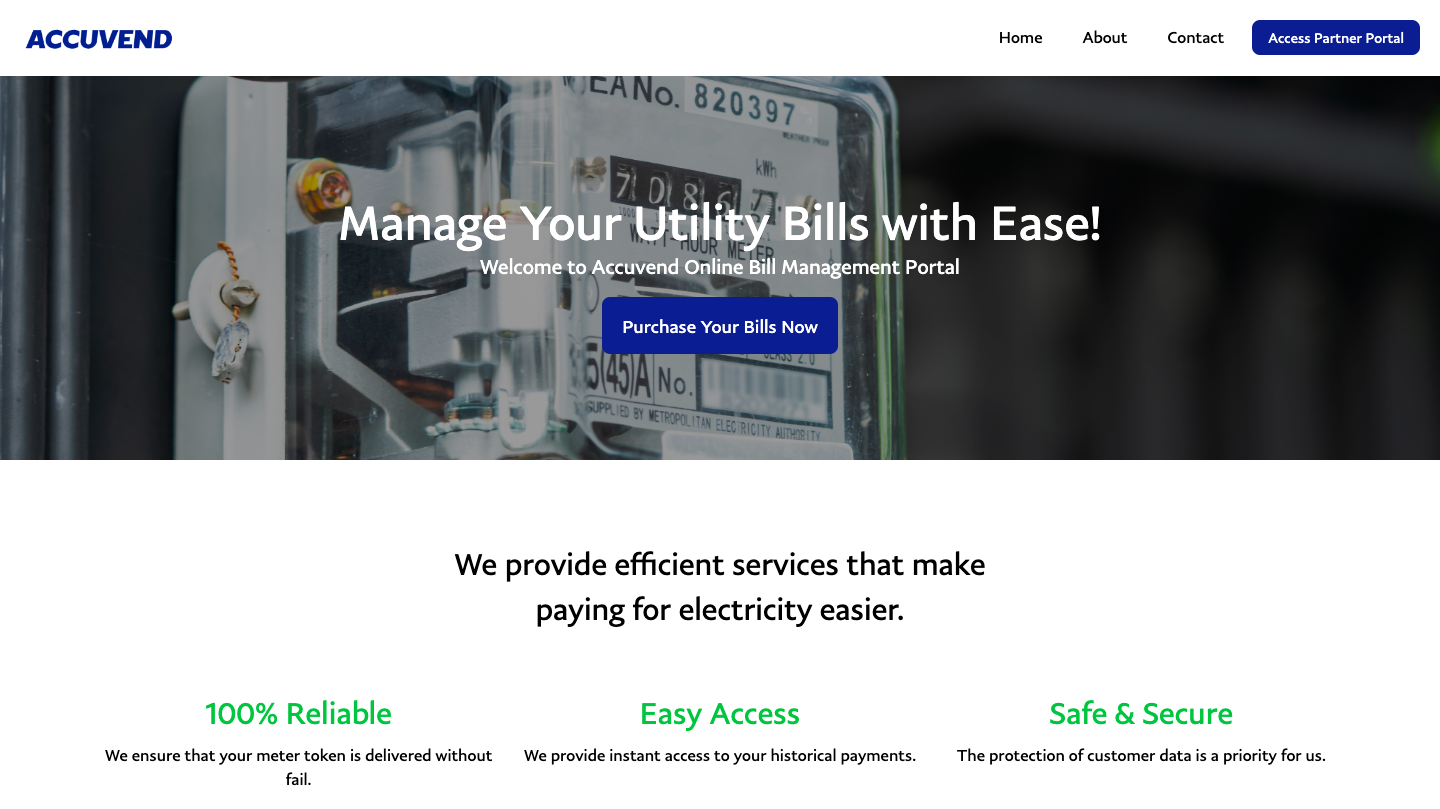 ACCUVEND
Home
About
Contact
Access Partner Portal
EA No. 820397
WEATHER PROOF
kWh
7086
Manage Your Utility Bills with Ease!
WATT-HOUR METER
Welcome to Accuvend Online Bill Management Portal
Purchase Your Bills Now
CLASS 2.0
5(45)A No.
SUPPLIED BY METROPOLITAN ELECTRICITY AUTHORITY
We provide efficient services that make
paying for electricity easier.
100% Reliable
Easy Access
Safe & Secure
We ensure that your meter token is delivered without
fail.
We provide instant access to your historical payments.
The protection of customer data is a priority for us.